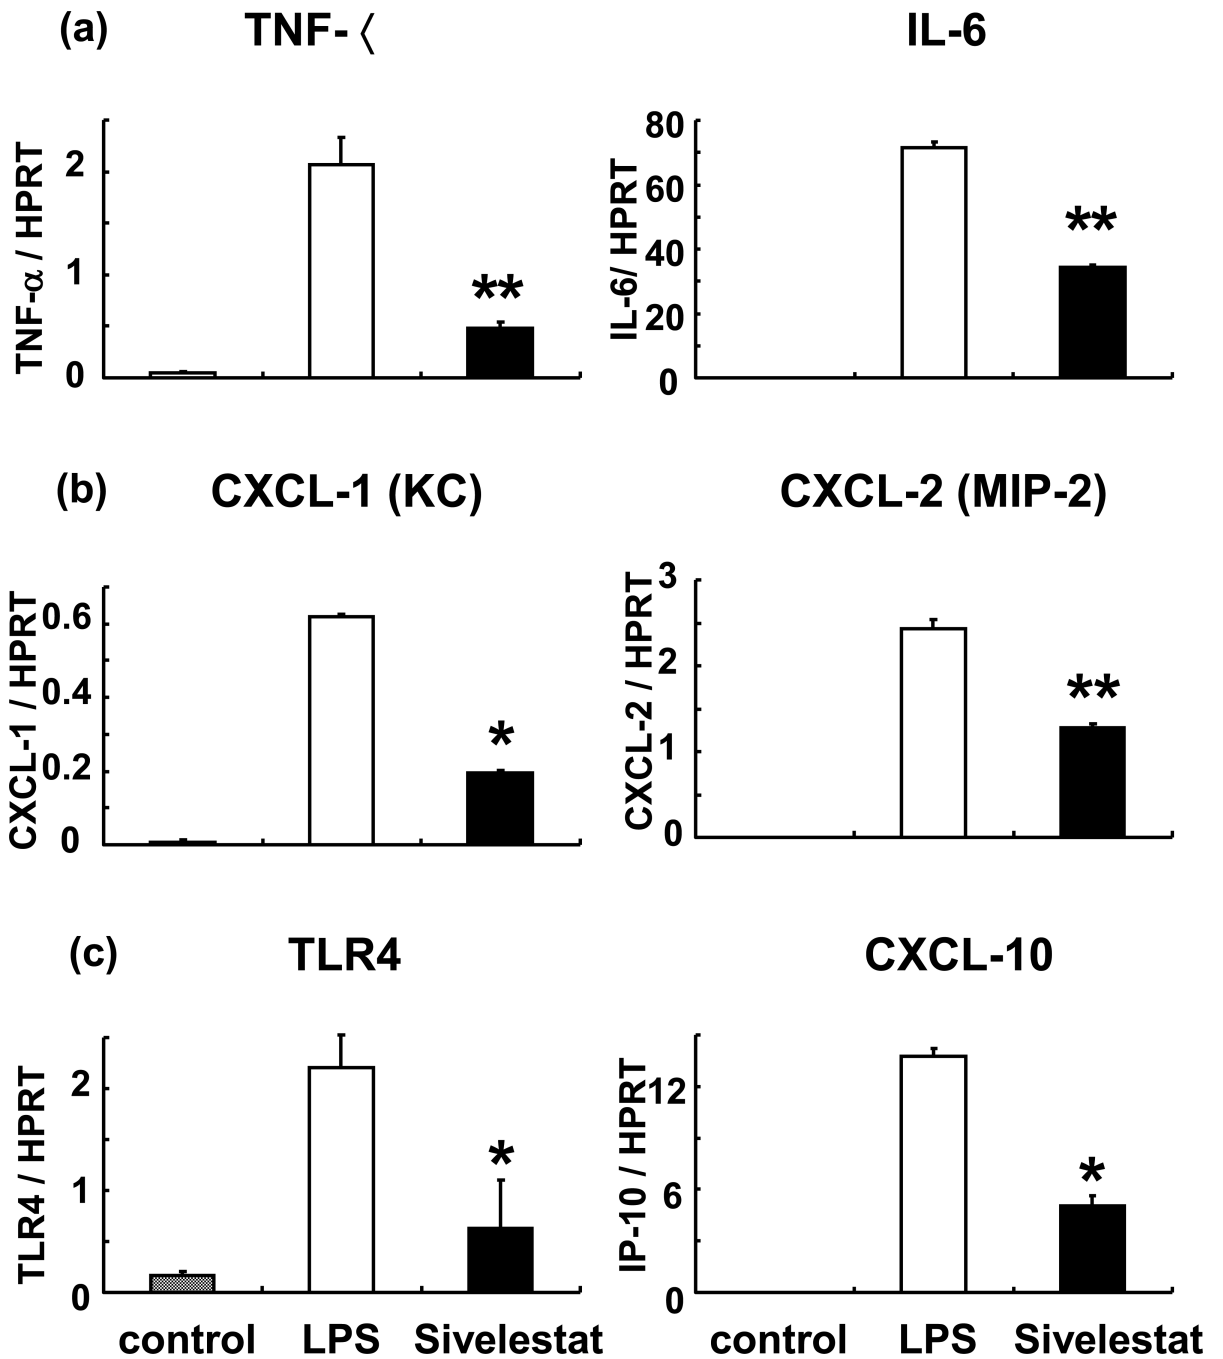 (a)
TNF-〈
IL-6
TNF-α / HPRT
2
1
0
**
IL-6/ HPRT
80
60
40
20
0
**
(b)
CXCL-1 (KC)
CXCL-2 (MIP-2)
CXCL-1 / HPRT
0.6
0.4
0.2
0
*
CXCL-2 / HPRT
3
2
1
0
**
(c)
TLR4
CXCL-10
TLR4 / HPRT
2
1
0
*
IP-10 / HPRT
12
6
0
*
control LPS Sivelestat
control LPS Sivelestat